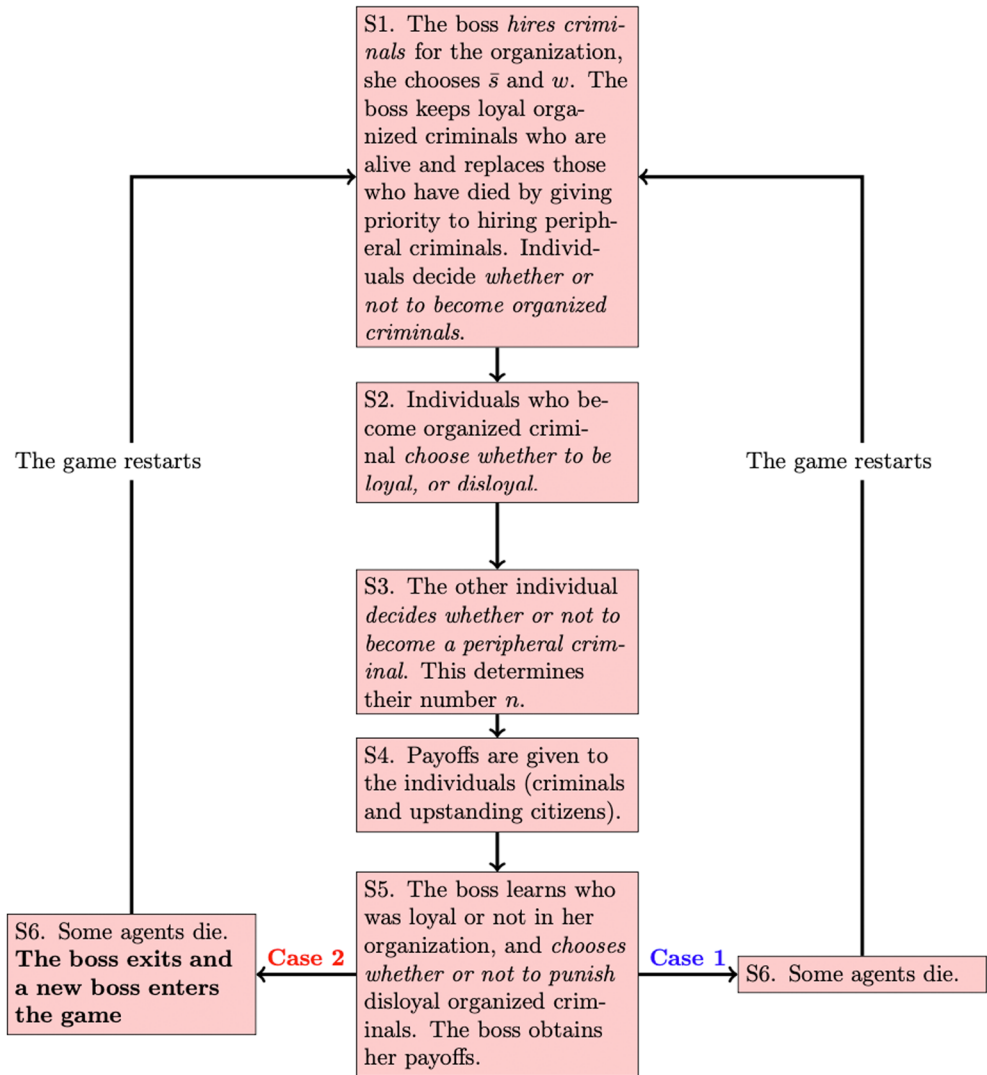 S1. The boss hires crimi-
nals for the organization,
she chooses s̄ and w. The
boss keeps loyal orga-
nized criminals who are
alive and replaces those
who have died by giving
priority to hiring periph-
eral criminals. Individ-
uals decide whether or
not to become organized
criminals.
The game restarts
The game restarts
S2. Individuals who be-
come organized crimi-
nal choose whether to be
loyal, or disloyal.
S3. The other individual
decides whether or not to
become a peripheral crim-
inal. This determines
their number n.
S4. Payoffs are given to
the individuals (criminals
and upstanding citizens).
S5. The boss learns who
was loyal or not in her
organization, and chooses
whether or not to punish
disloyal organized crim-
inals. The boss obtains
her payoffs.
Case 2
S6. Some agents die.
The boss exits and
a new boss enters
the game
Case 1
S6. Some agents die.